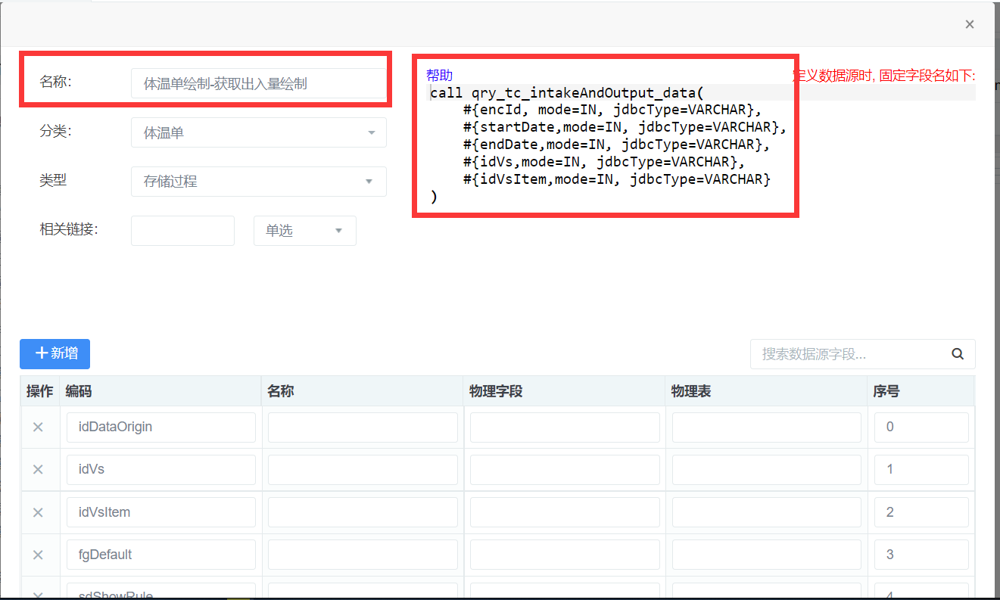 ×
名称:
体温单绘制-获取出入量绘制
分类:
体温单
类型
存储过程
相关链接:
单选
帮助
定义数据源时, 固定字段名如下:
call qry_tc_intakeAndOutput_data(
#{encId, mode=IN, jdbcType=VARCHAR},
#{startDate,mode=IN, jdbcType=VARCHAR},
#{endDate,mode=IN, jdbcType=VARCHAR},
#{idVs,mode=IN, jdbcType=VARCHAR},
#{idVsItem,mode=IN, jdbcType=VARCHAR}
)
+新增
搜索数据源字段...
操作 编码 名称 物理字段 物理表 序号
× idDataOrigin 0
× idVs 1
× idVsItem 2
× fgDefault 3
× sdShowRule 4